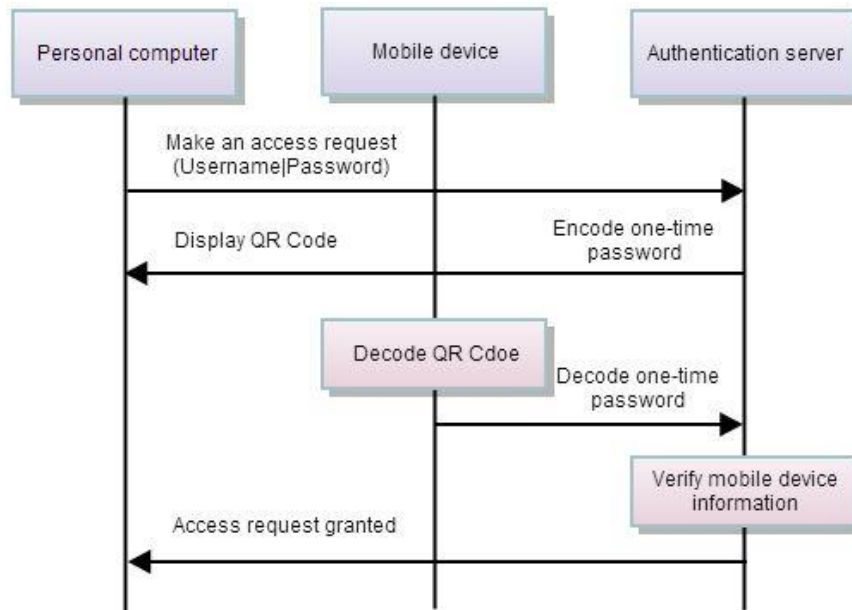 Personal computer
Mobile device
Authentication server
Make an access request
(Username|Password)
Display QR Code
Encode one-time
password
Decode QR Cdoe
Decode one-time
password
Verify mobile device
information
Access request granted